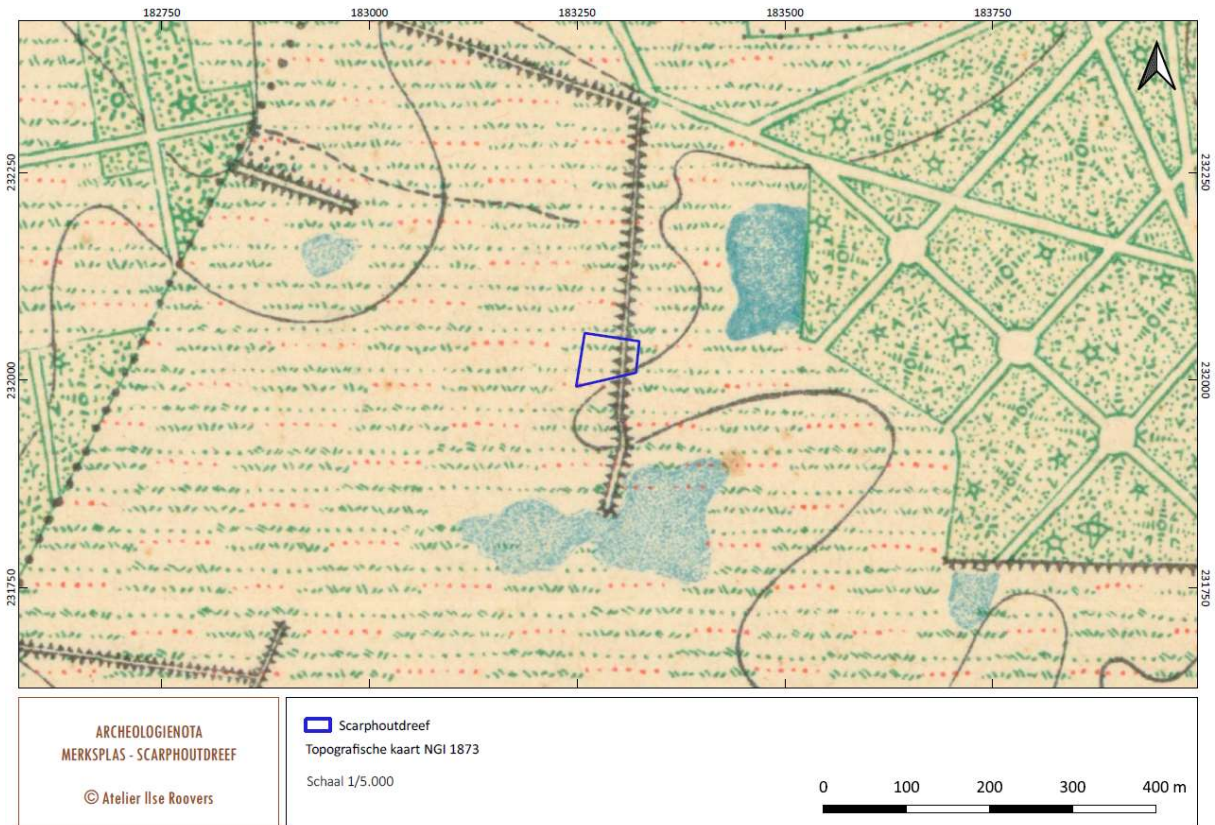 182750 183000 183250 183500 183750
232250 232250
232000 232000
231750 231750
ARCHEOLOGIENOTA
MERKSPLAS - SCARPHOUTDREEF
© Atelier Ilse Roovers
Scarphoutdreef
Topografische kaart NGI 1873
Schaal 1/5.000
0 100 200 300 400 m